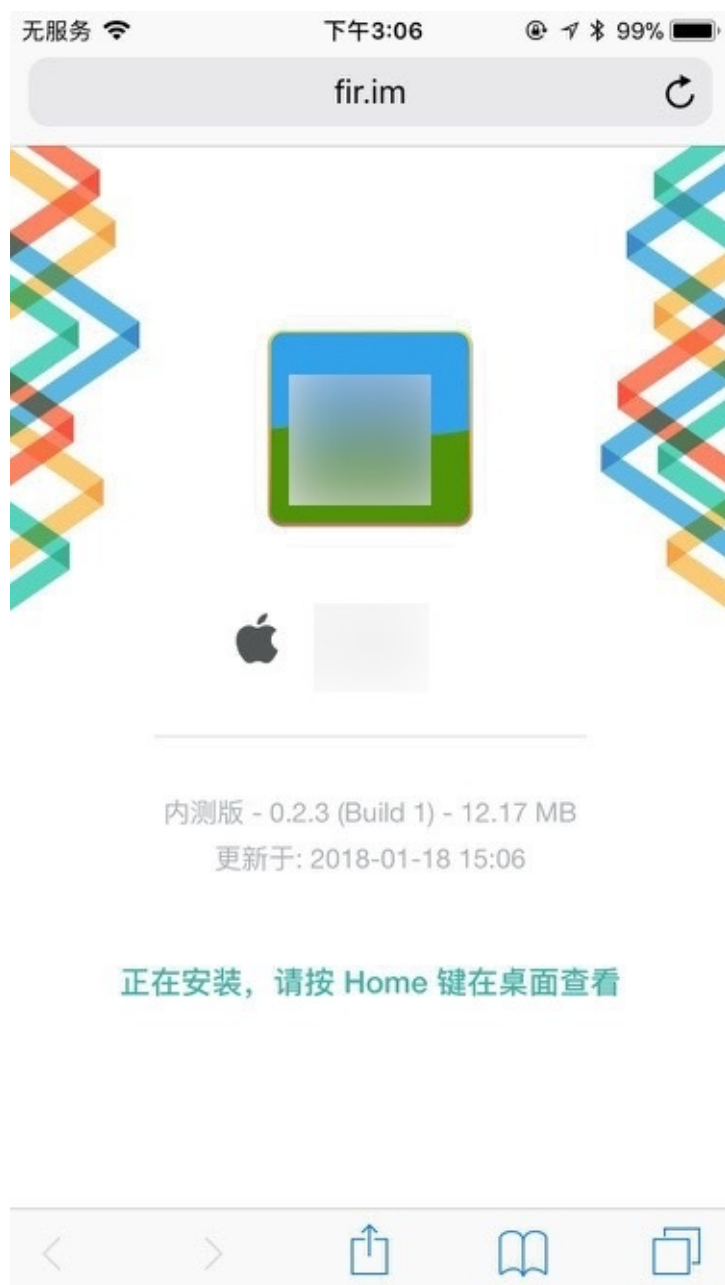 无服务 下午3:06 99%
fir.im
内测版 - 0.2.3 (Build 1) - 12.17 MB
更新于: 2018-01-18 15:06
正在安装，请按 Home 键在桌面查看